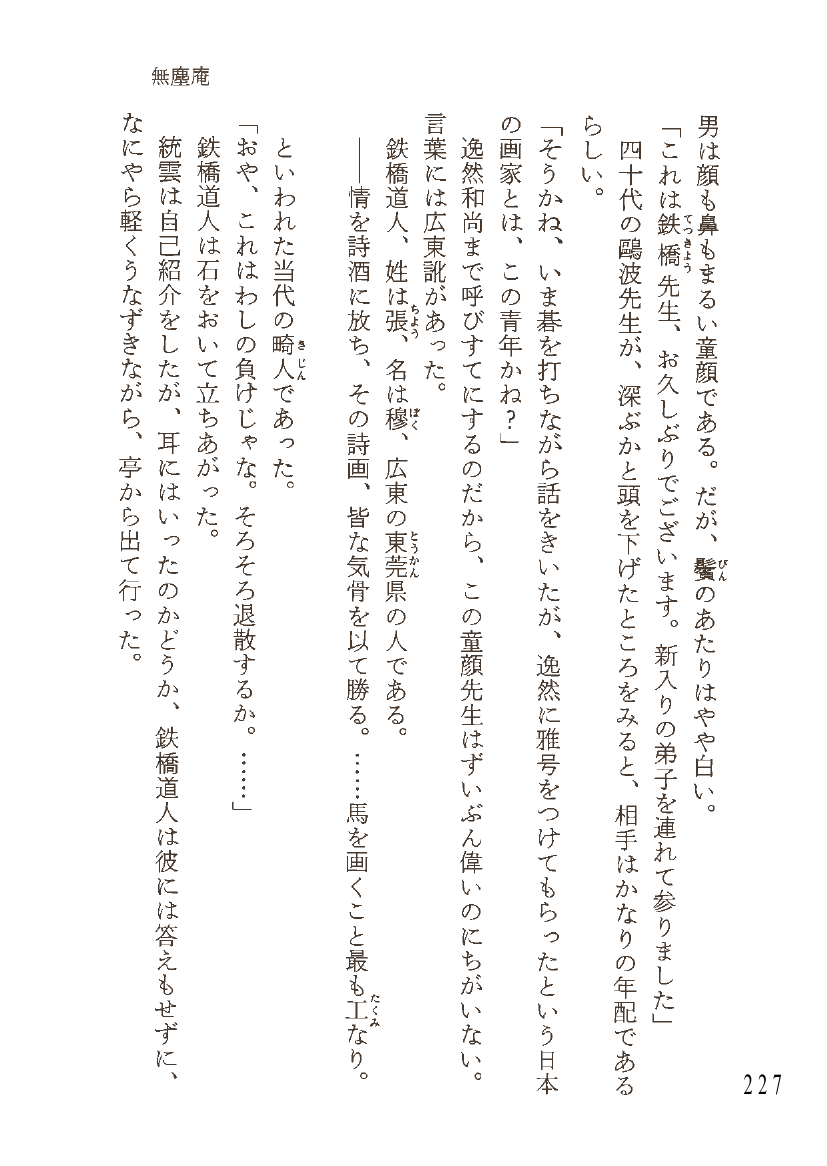 無塵庵
男は顔も鼻もまるい童顔である。だが、鬢のあたりはやや白い。
「これは鉄橋先生、お久しぶりでございます。新入りの弟子を連れて参りました」
四十代の鷗波先生が、深ぶかと頭を下げたところをみると、相手はかなりの年配である
らしい。
「そうかね、いま碁を打ちながら話をきいたが、逸然に雅号をつけてもらったという日本
の画家とは、この青年かね？」
逸然和尚まで呼びすてにするのだから、この童顔先生はずいぶん偉いのにちがいない。
言葉には広東訛があった。
鉄橋道人、姓は張、名は穆、広東の東莞県の人である。
――情を詩酒に放ち、その詩画、皆な気骨を以て勝る。……馬を画くこと最も工なり。
といわれた当代の畸人であった。
「おや、これはわしの負けじゃな。そろそろ退散するか。……」
鉄橋道人は石をおいて立ちあがった。
統雲は自己紹介をしたが、耳にはいったのかどうか、鉄橋道人は彼には答えもせずに、
なにやら軽くうなずきながら、亭から出て行った。
227